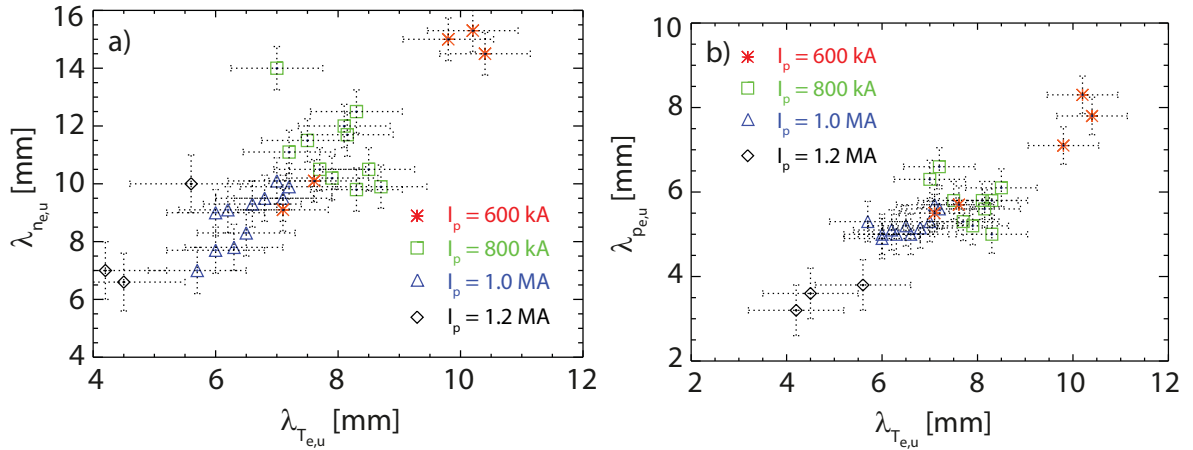 a)
16
14
12
10
8
6
4
λne,u [mm]
Ip = 600 kA
Ip = 800 kA
Ip = 1.0 MA
Ip = 1.2 MA
4 6 8 10 12
λTe,u [mm]
b)
10
8
6
4
2
λpe,u [mm]
Ip = 600 kA
Ip = 800 kA
Ip = 1.0 MA
Ip = 1.2 MA
2 4 6 8 10 12
λTe,u [mm]